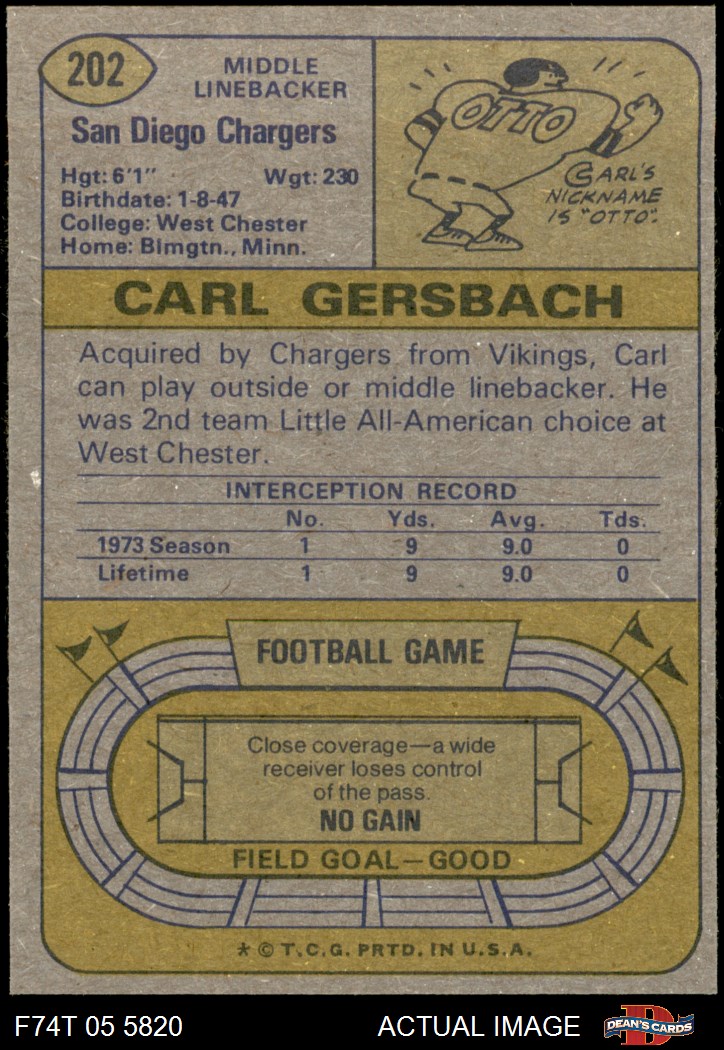 202
MIDDLE
LINEBACKER
San Diego Chargers
Hgt: 6'1" Wgt: 230
Birthdate: 1-8-47
College: West Chester
Home: Blmgtn., Minn.
OTTO
CARL'S
NICKNAME
IS "OTTO".
CARL GERSBACH
Acquired by Chargers from Vikings, Carl
can play outside or middle linebacker. He
was 2nd team Little All-American choice at
West Chester.
INTERCEPTION RECORD
No. Yds. Avg. Tds.
1973 Season 1 9 9.0 0
Lifetime 1 9 9.0 0
FOOTBALL GAME
Close coverage—a wide
receiver loses control
of the pass.
NO GAIN
FIELD GOAL—GOOD
* © T.C.G. PRTD. IN U.S.A.
F74T 05 5820 ACTUAL IMAGE
D
DEAN'S CARDS